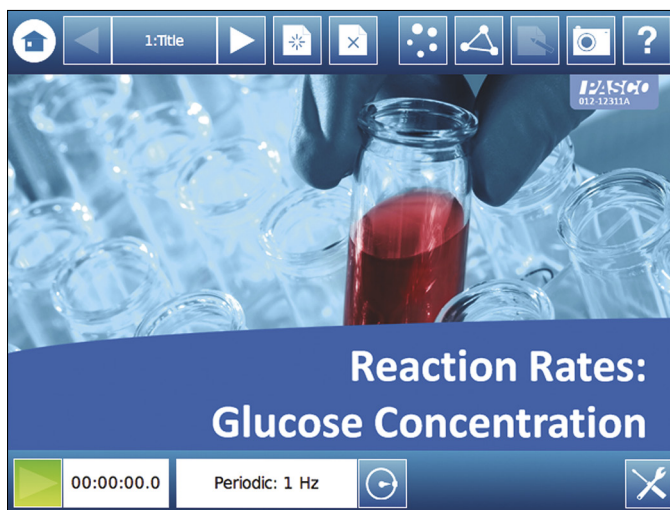 1:Title
?
PASCO
012-12311A
Reaction Rates:
Glucose Concentration
00:00:00.0
Periodic: 1 Hz